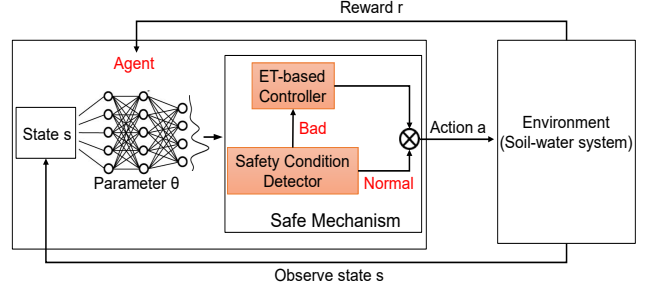 Reward r
Agent
State s
Parameter θ
ET-based
Controller
Bad
Safety Condition
Detector
Normal
Safe Mechanism
Action a
Environment
(Soil-water system)
Observe state s